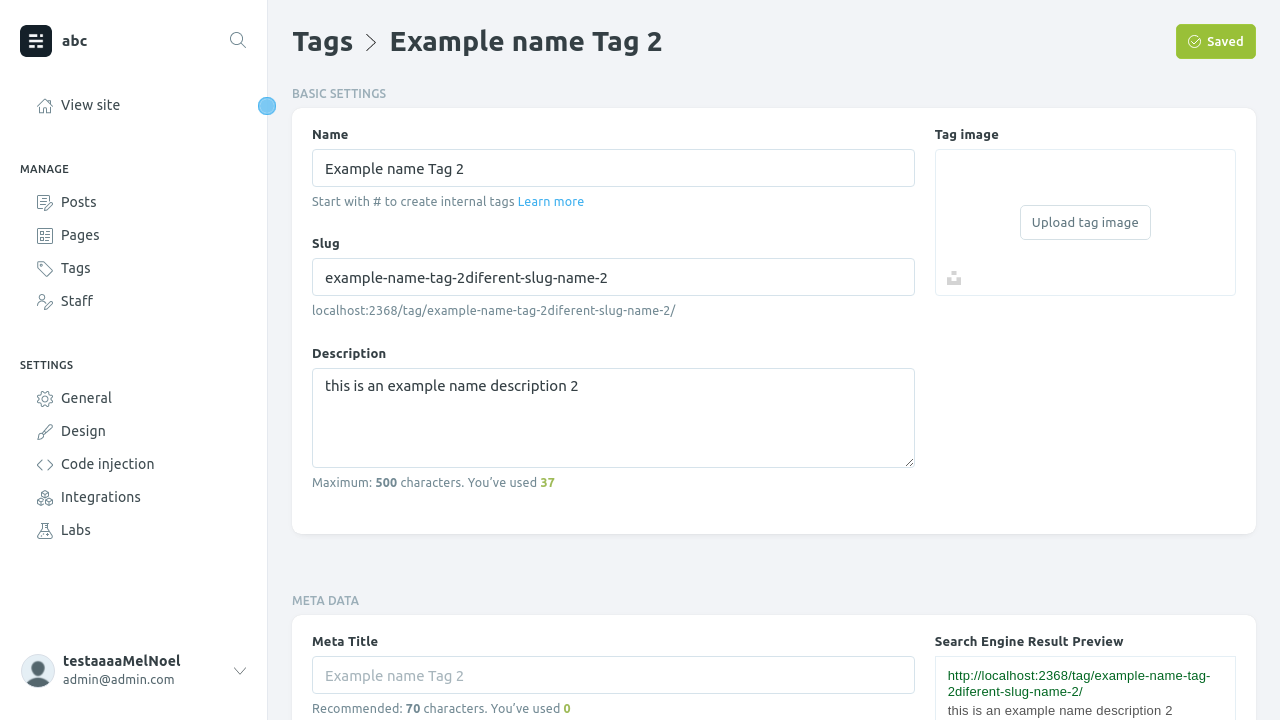 abc
View site
MANAGE
Posts
Pages
Tags
Staff
SETTINGS
General
Design
Code injection
Integrations
Labs
testaaaaMelNoel
admin@admin.com
Tags > Example name Tag 2
Saved
BASIC SETTINGS
Name
Example name Tag 2
Start with # to create internal tags Learn more
Slug
example-name-tag-2diferent-slug-name-2
localhost:2368/tag/example-name-tag-2diferent-slug-name-2/
Description
this is an example name description 2
Maximum: 500 characters. You’ve used 37
Tag image
Upload tag image
META DATA
Meta Title
Example name Tag 2
Recommended: 70 characters. You’ve used 0
Search Engine Result Preview
http://localhost:2368/tag/example-name-tag-
2diferent-slug-name-2/
this is an example name description 2